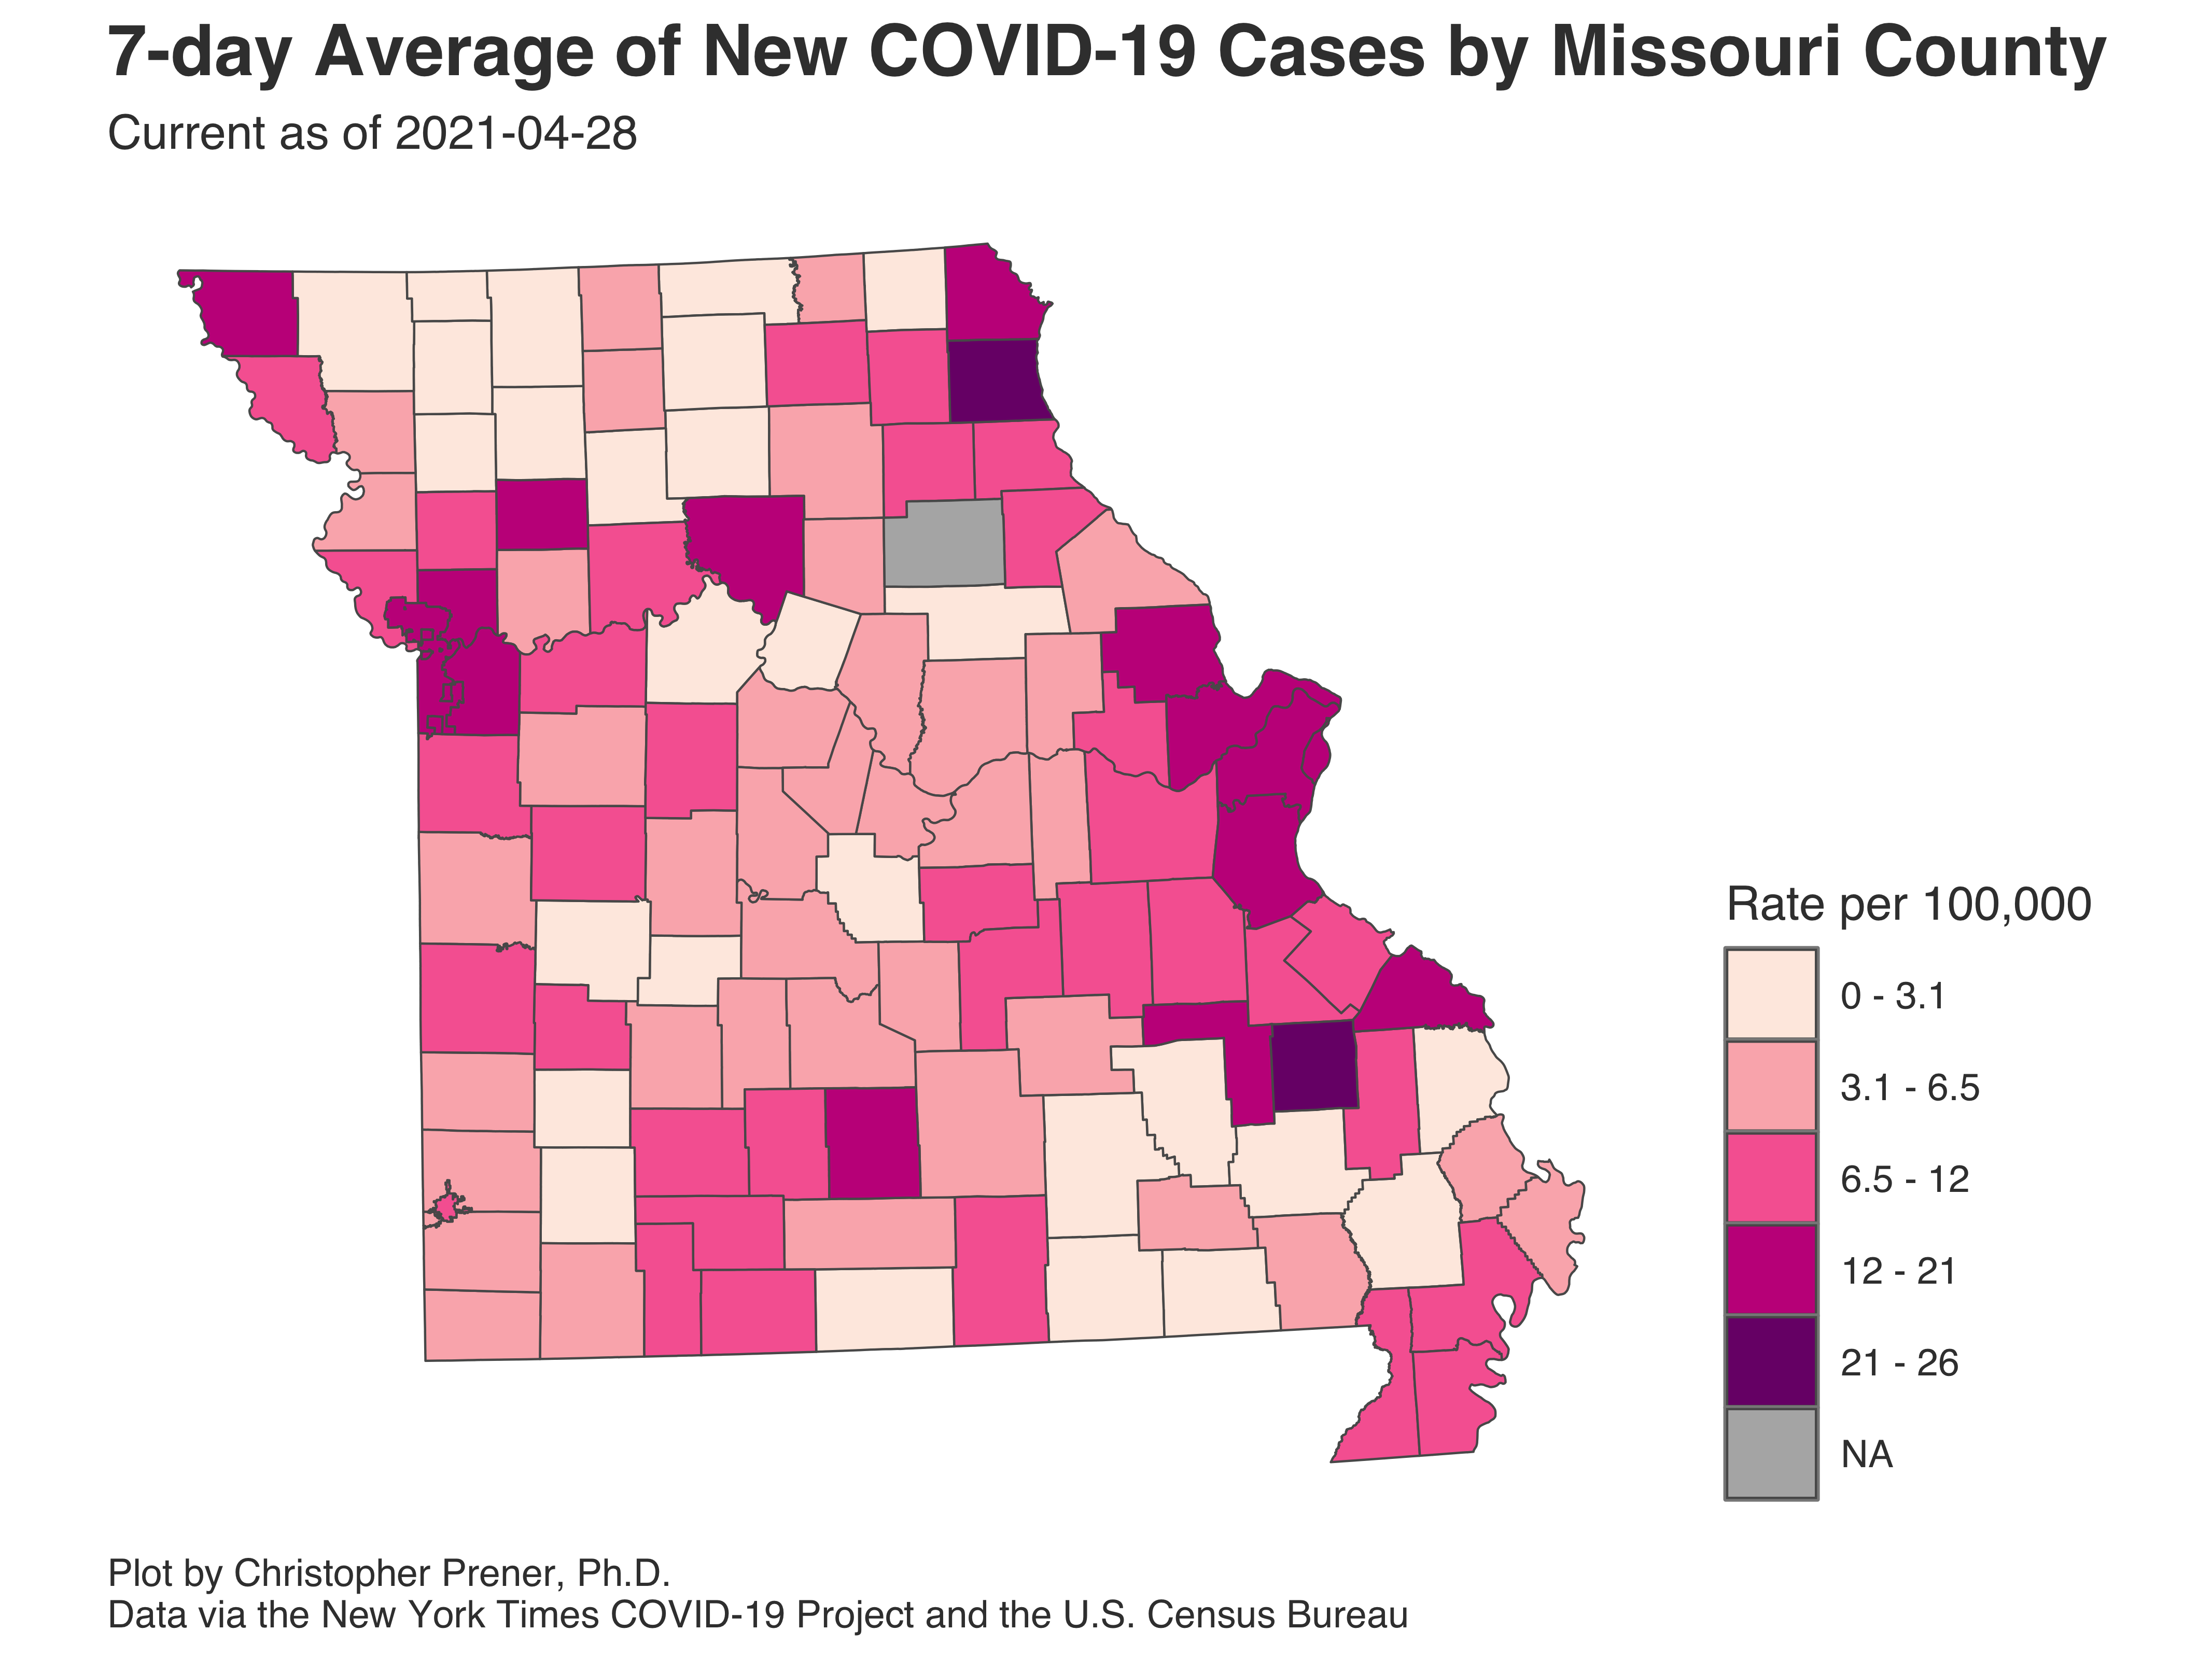 7-day Average of New COVID-19 Cases by Missouri County
Current as of 2021-04-28
Rate per 100,000
0 - 3.1
3.1 - 6.5
6.5 - 12
12 - 21
21 - 26
NA
Plot by Christopher Prener, Ph.D.
Data via the New York Times COVID-19 Project and the U.S. Census Bureau